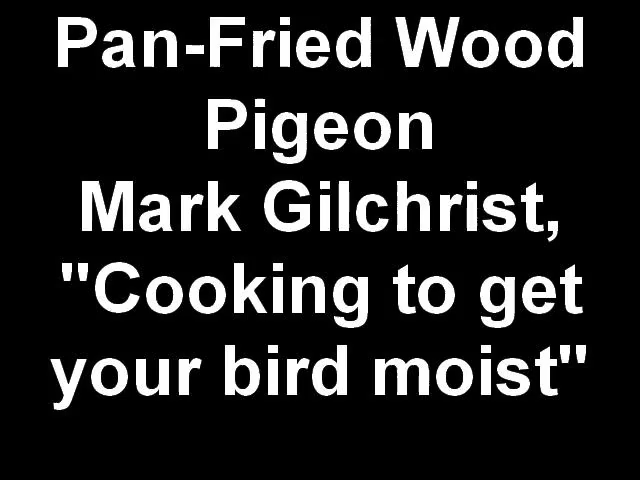 Pan-Fried Wood
Pigeon
Mark Gilchrist,
"Cooking to get
your bird moist"